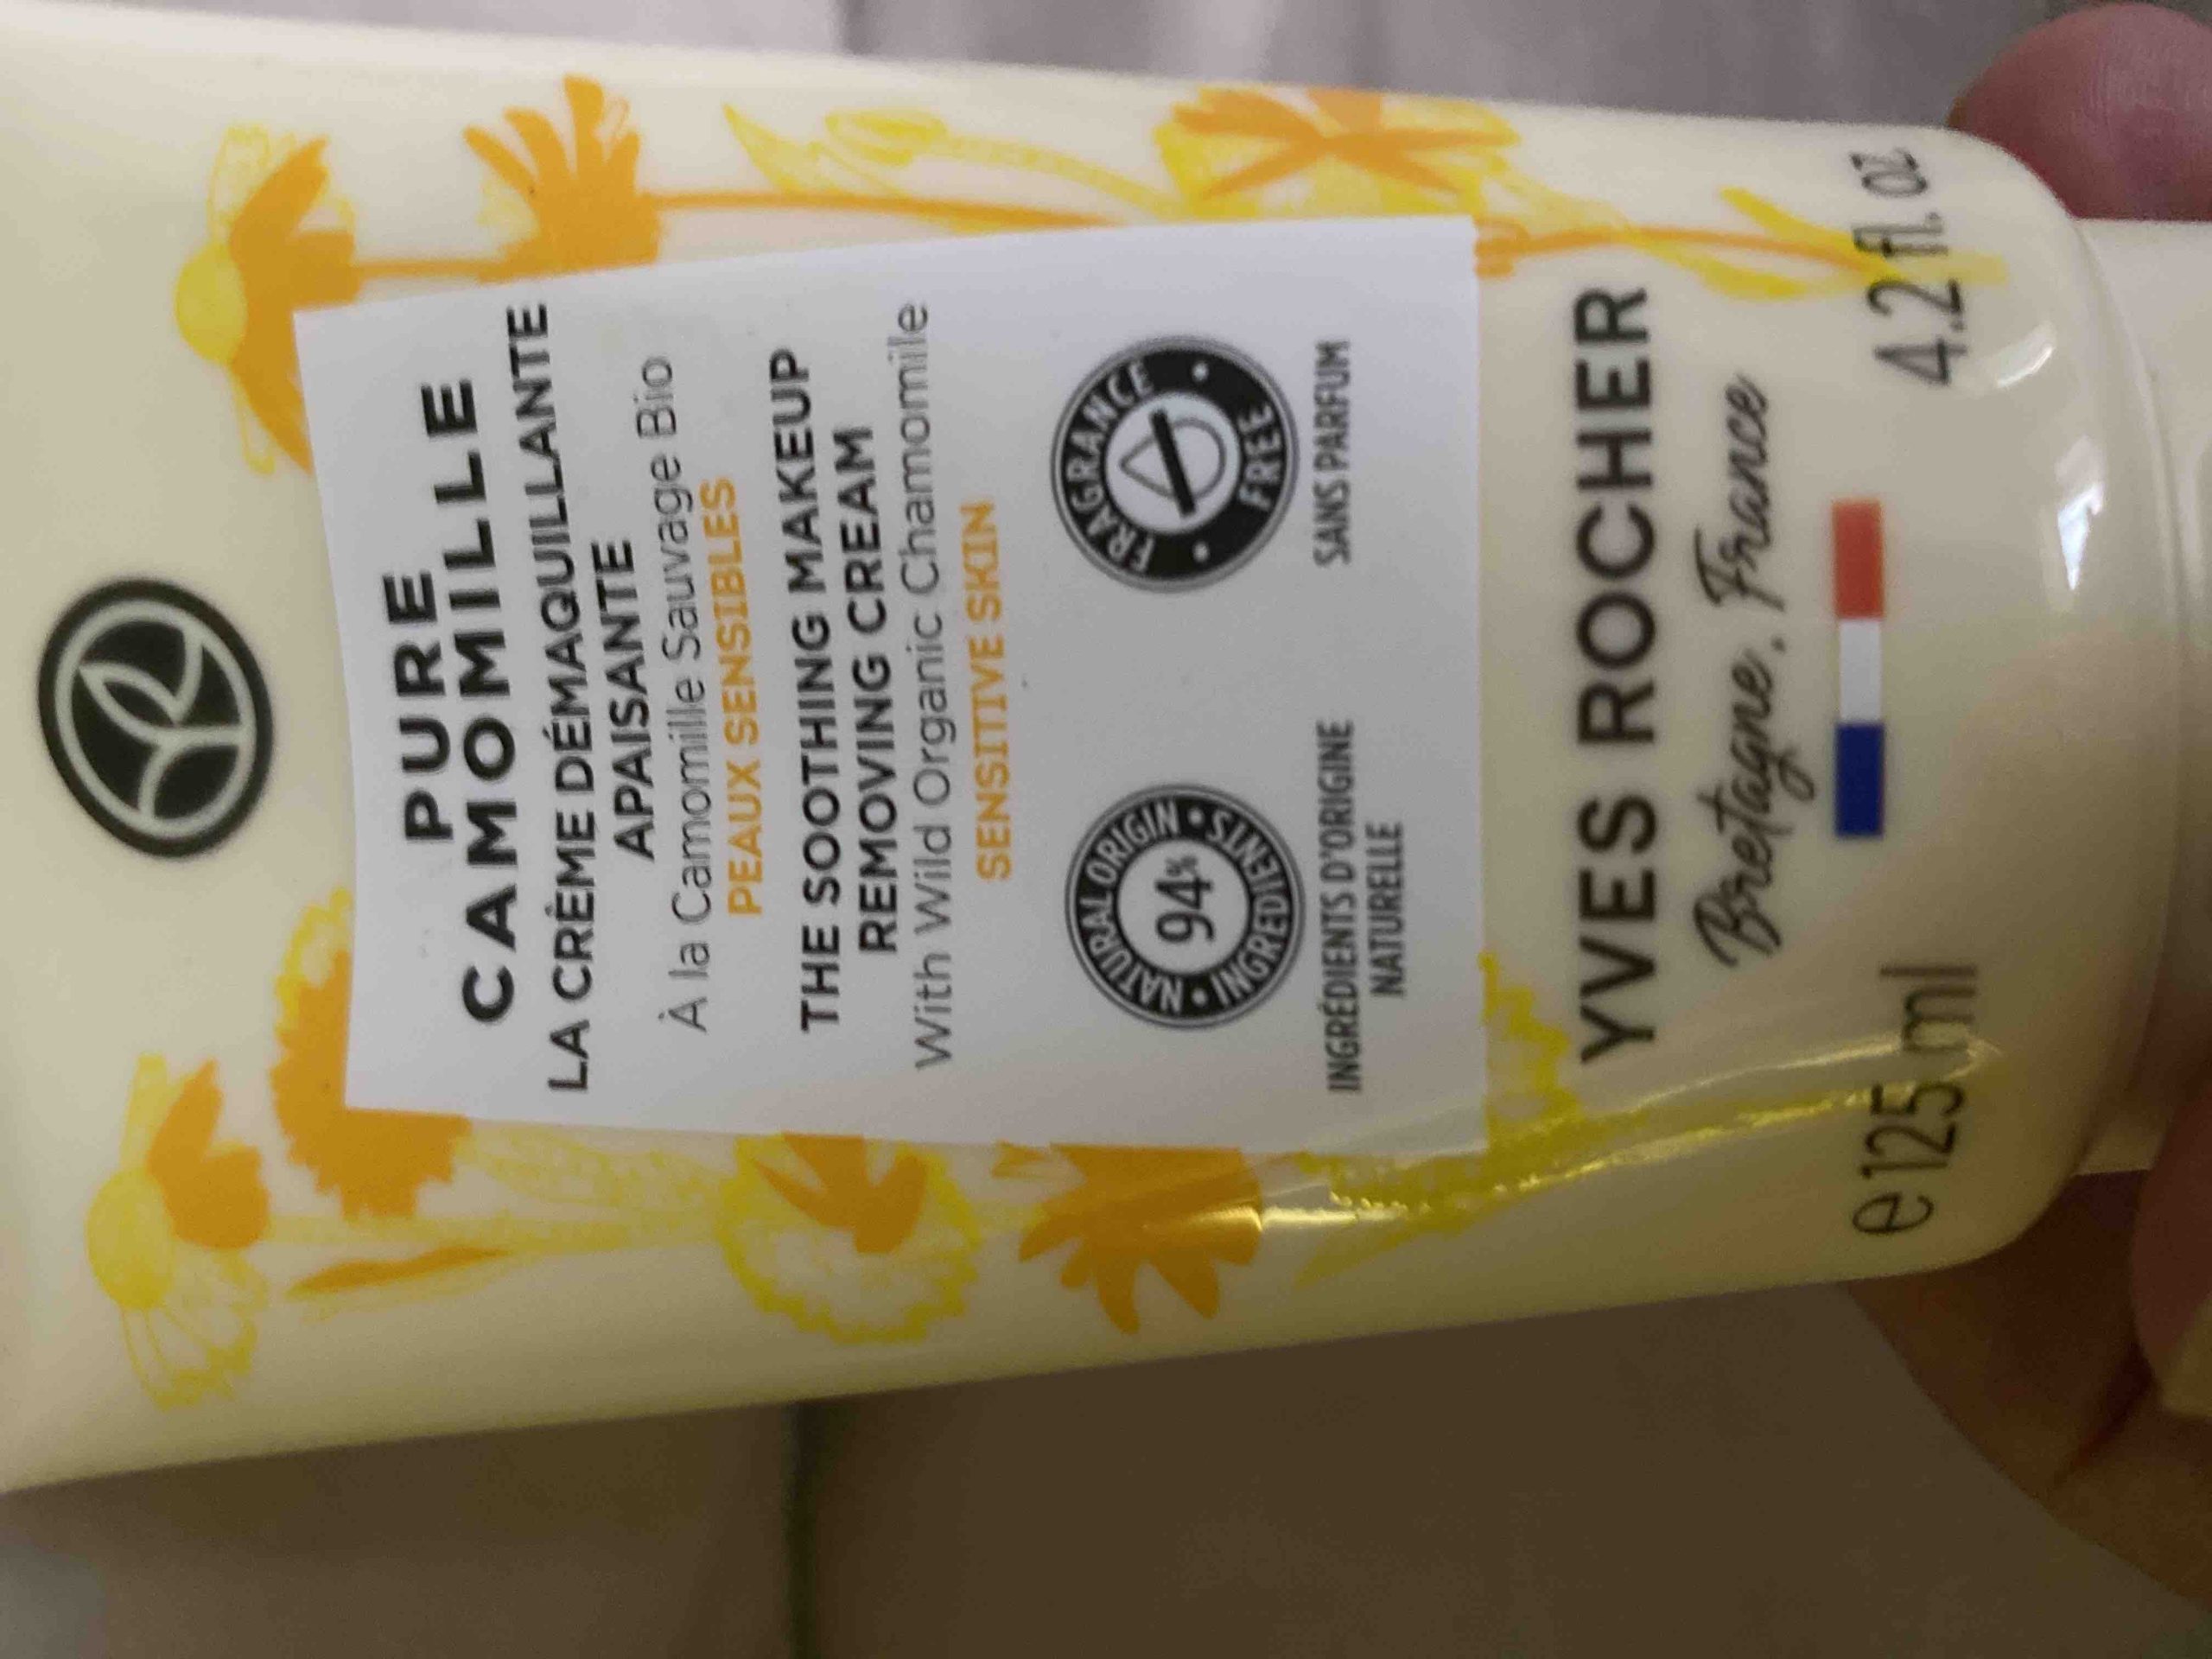 PURE
CAMOMILLE
LA CRÈME DÉMAQUILLANTE
APAISANTE
À la Camomille Sauvage Bio
PEAUX SENSIBLES
THE SOOTHING MAKEUP
REMOVING CREAM
With Wild Organic Chamomile
SENSITIVE SKIN
NATURAL ORIGIN • INGREDIENTS •
94%
FRAGRANCE • FREE •
INGRÉDIENTS D'ORIGINE
NATURELLE
SANS PARFUM
YVES ROCHER
Bretagne. France
e 125 ml 4.2 fl. oz